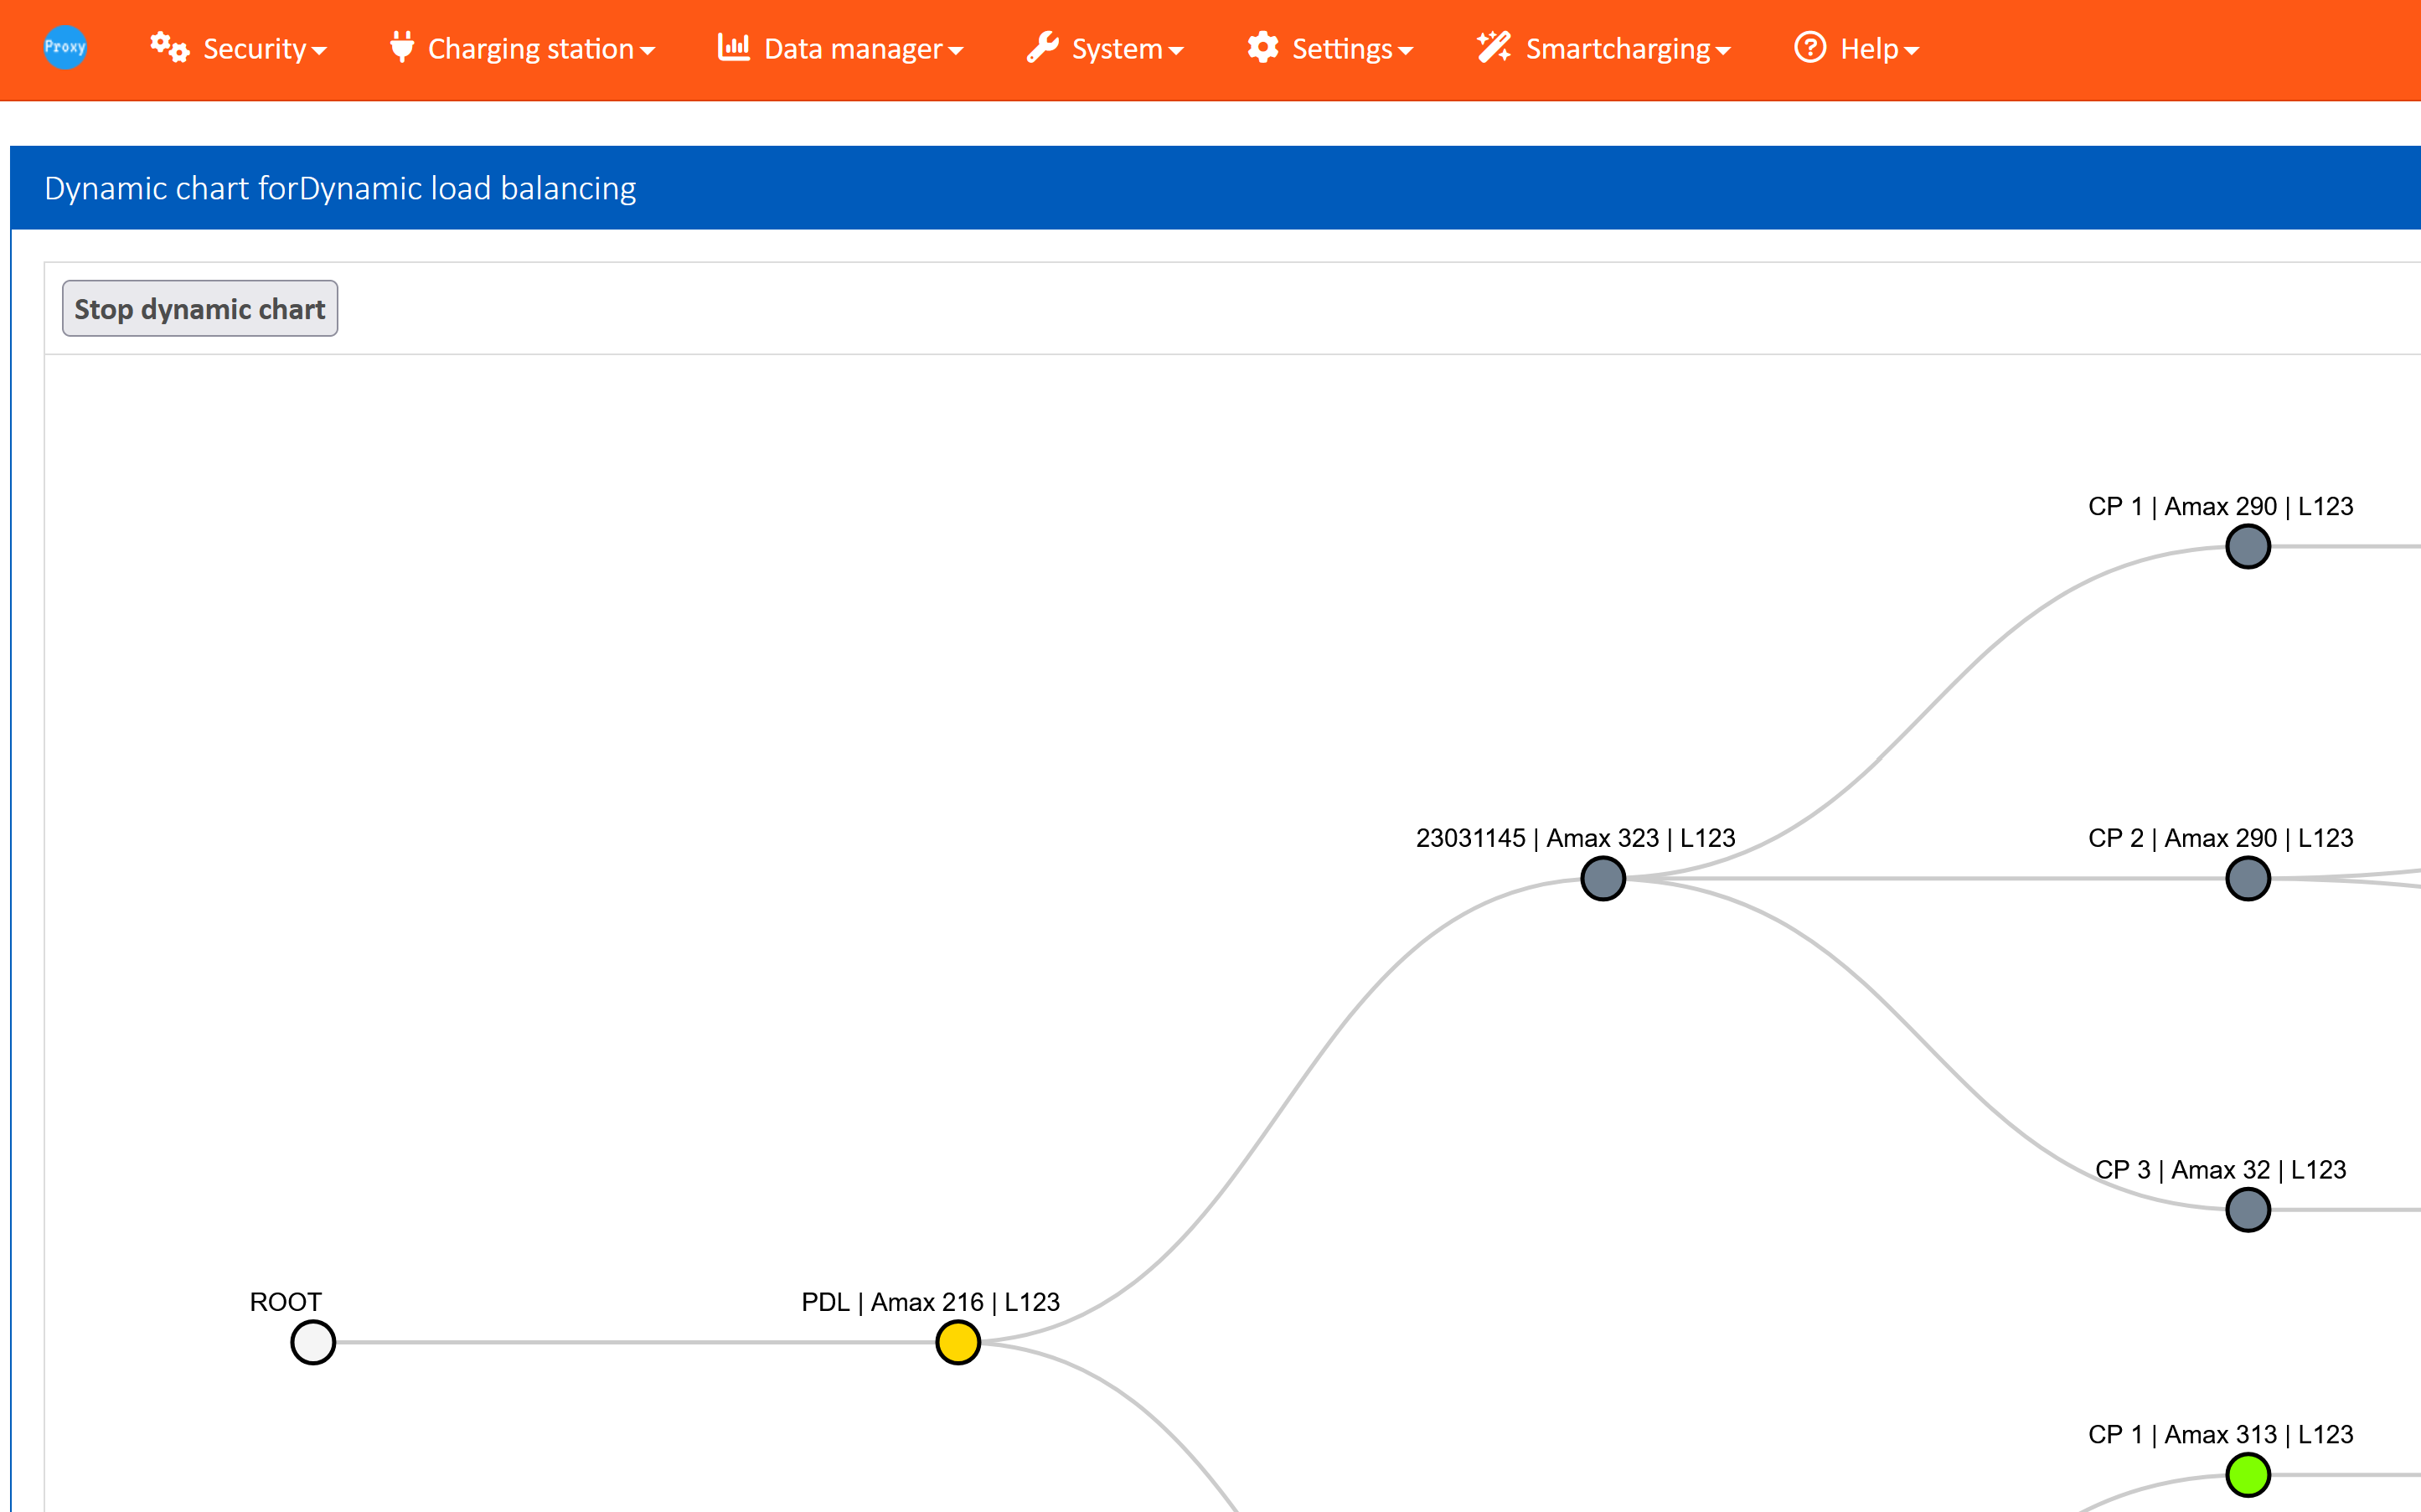 Proxy Security Charging station Data manager System Settings Smartcharging Help
Dynamic chart forDynamic load balancing
Stop dynamic chart
CP 1 | Amax 290 | L123
23031145 | Amax 323 | L123
CP 2 | Amax 290 | L123
CP 3 | Amax 32 | L123
ROOT
PDL | Amax 216 | L123
CP 1 | Amax 313 | L123